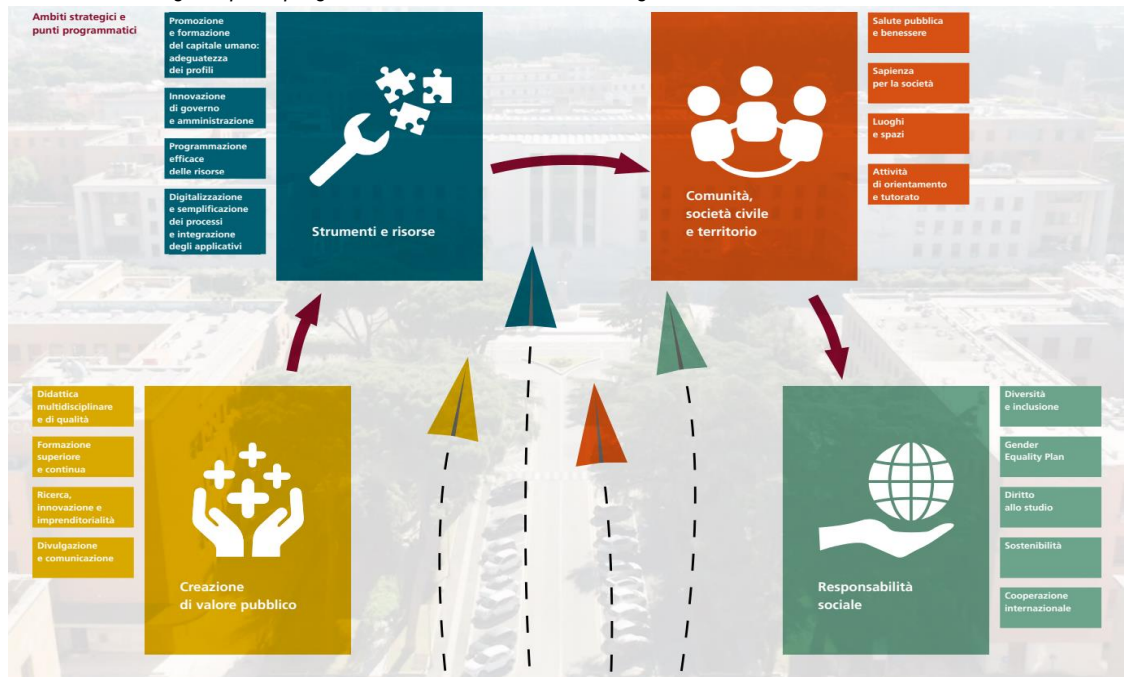 Ambiti strategici e
punti programmatici
Promozione
e formazione
del capitale umano:
adeguatezza
dei profili
Innovazione
di governo
e amministrazione
Programmazione
efficace
delle risorse
Digitalizzazione
e semplificazione
dei processi
e integrazione
degli applicativi
Strumenti e risorse
Comunità,
società civile
e territorio
Salute pubblica
e benessere
Sapienza
per la società
Luoghi
e spazi
Attività
di orientamento
e tutorato
Didattica
multidisciplinare
e di qualità
Formazione
superiore
e continua
Ricerca,
innovazione e
imprenditorialità
Divulgazione
e comunicazione
Creazione
di valore pubblico
Responsabilità
sociale
Diversità
e inclusione
Gender
Equality Plan
Diritto
allo studio
Sostenibilità
Cooperazione
internazionale